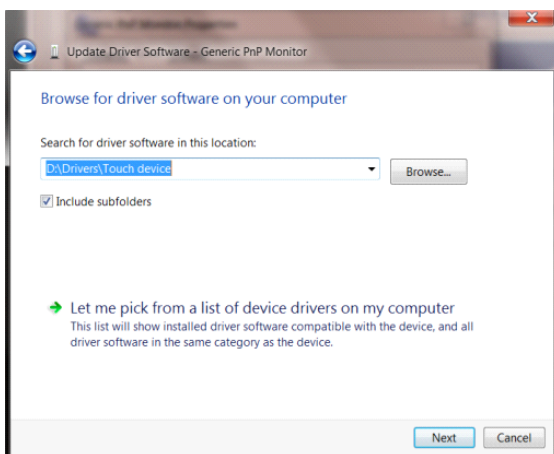 Update Driver Software - Generic PnP Monitor
Browse for driver software on your computer
Search for driver software in this location:
D:\Drivers\Touch device
Browse...
Include subfolders
Let me pick from a list of device drivers on my computer
This list will show installed driver software compatible with the device, and all
driver software in the same category as the device.
Next
Cancel